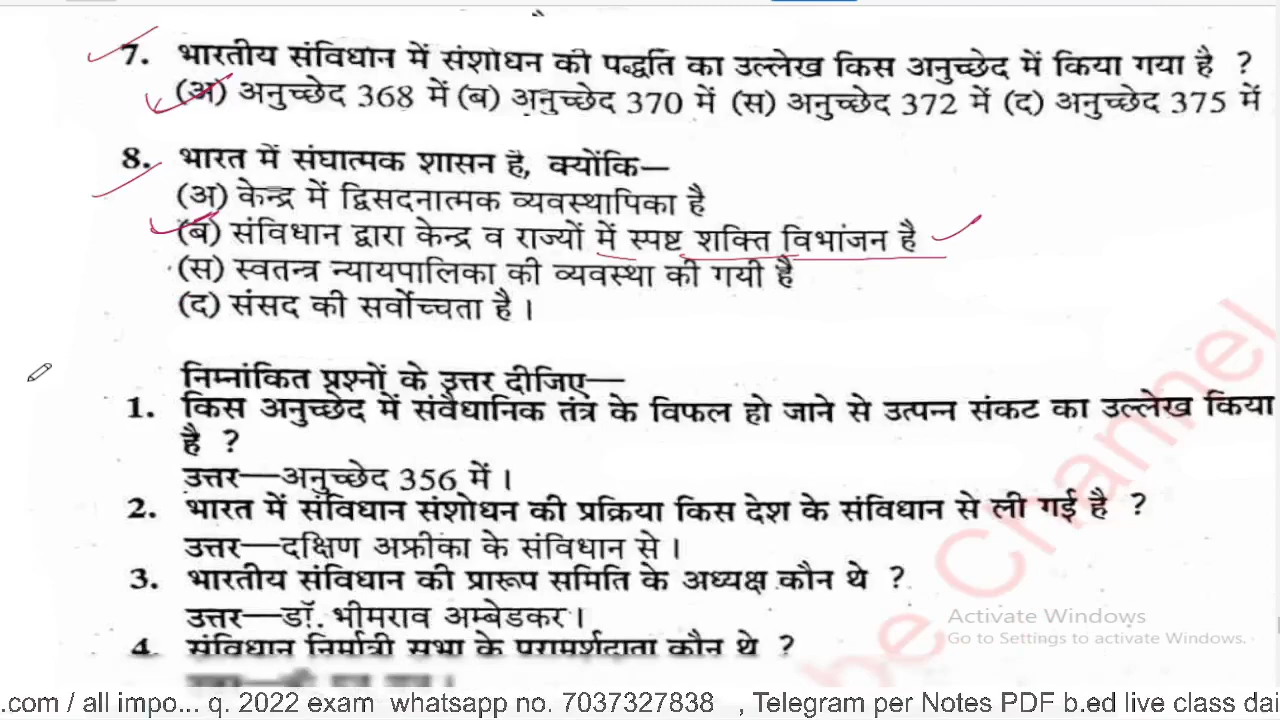 7. भारतीय संविधान में संशोधन की पद्धति का उल्लेख किस अनुच्छेद में किया गया है ?
(अ) अनुच्छेद 368 में (ब) अनुच्छेद 370 में (स) अनुच्छेद 372 में (द) अनुच्छेद 375 में
8. भारत में संघात्मक शासन है, क्योंकि—
(अ) केन्द्र में द्विसदनात्मक व्यवस्थापिका है
(ब) संविधान द्वारा केन्द्र व राज्यों में स्पष्ट शक्ति विभांजन है
(स) स्वतन्त्र न्यायपालिका की व्यवस्था की गयी है
(द) संसद की सर्वोच्चता है ।
निम्नांकित प्रश्नों के उत्तर दीजिए—
1. किस अनुच्छेद में संवैधानिक तंत्र के विफल हो जाने से उत्पन्न संकट का उल्लेख किया
है ?
उत्तर—अनुच्छेद 356 में ।
2. भारत में संविधान संशोधन की प्रक्रिया किस देश के संविधान से ली गई है ?
उत्तर—दक्षिण अफ्रीका के संविधान से ।
3. भारतीय संविधान की प्रारूप समिति के अध्यक्ष कौन थे ?
उत्तर—डॉ. भीमराव अम्बेडकर ।
4. संविधान निर्मात्री सभा के परामर्शदाता कौन थे ?
be Channel
Activate Windows
Go to Settings to activate Windows.
.com / all impo... q. 2022 exam whatsapp no. 7037327838 , Telegram per Notes PDF b.ed live class dai